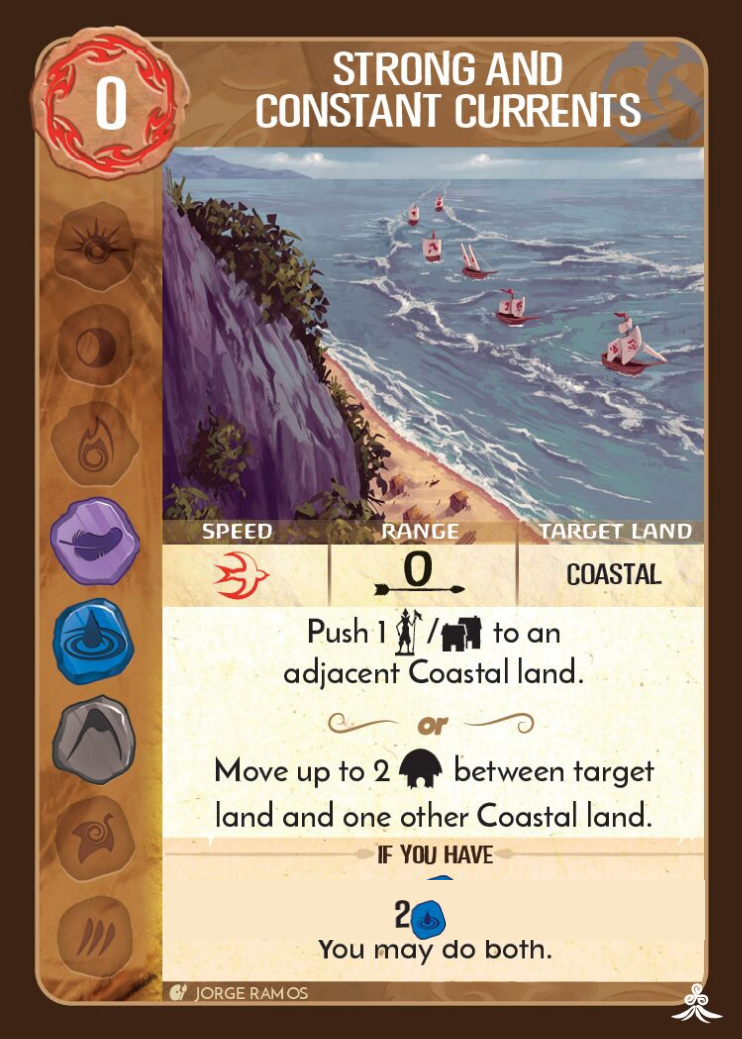 0
STRONG AND
CONSTANT CURRENTS
SPEED RANGE TARGET LAND
0 COASTAL
Push 1 / to an
adjacent Coastal land.
or
Move up to 2 between target
land and one other Coastal land.
IF YOU HAVE
2
You may do both.
JORGE RAMOS